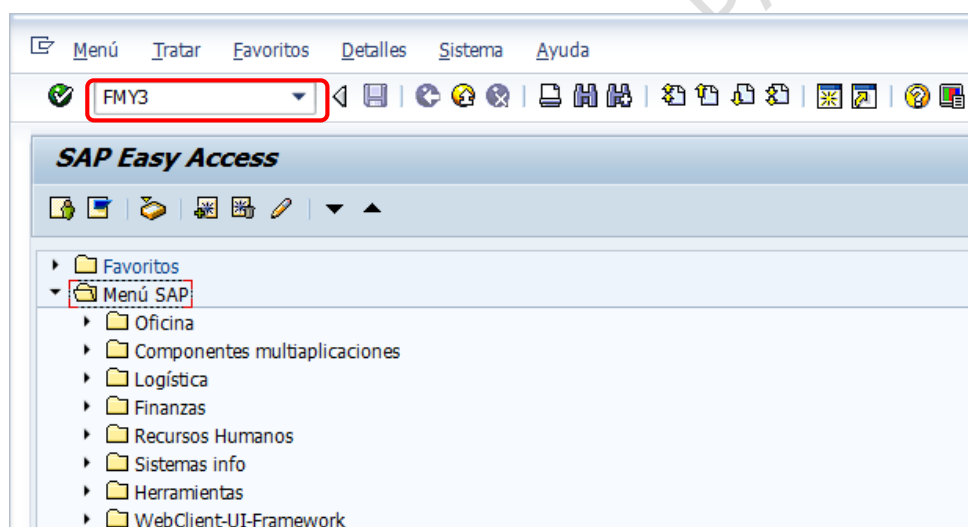 Menú Tratar Favoritos Detalles Sistema Ayuda
FMY3
SAP Easy Access
Favoritos
Menú SAP
Oficina
Componentes multiaplicaciones
Logística
Finanzas
Recursos Humanos
Sistemas info
Herramientas
WebClient-UI-Framework